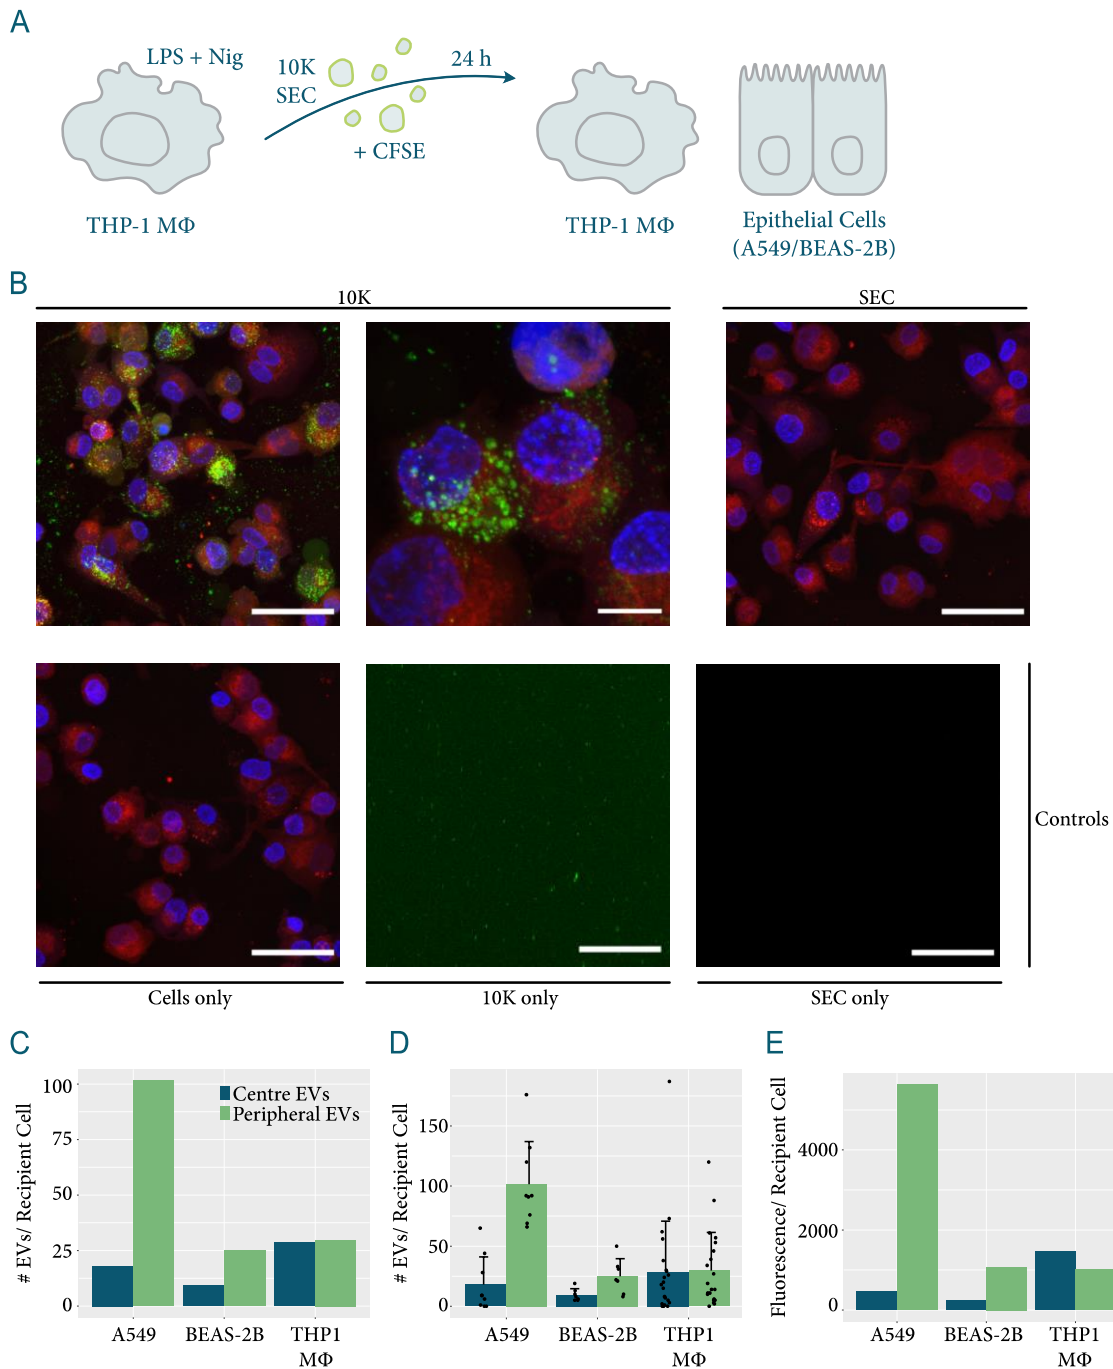 A
LPS + Nig
10K
SEC
24 h
+ CFSE
THP-1 MΦ
THP-1 MΦ
Epithelial Cells
(A549/BEAS-2B)
B
10K
SEC
Controls
Cells only
10K only
SEC only
C
# EVs/ Recipient Cell
100
75
50
25
0
Centre EVs
Peripheral EVs
A549
BEAS-2B
THP1
MΦ
D
# EVs/ Recipient Cell
150
100
50
0
A549
BEAS-2B
THP1
MΦ
E
Fluorescence/ Recipient Cell
4000
2000
0
A549
BEAS-2B
THP1
MΦ